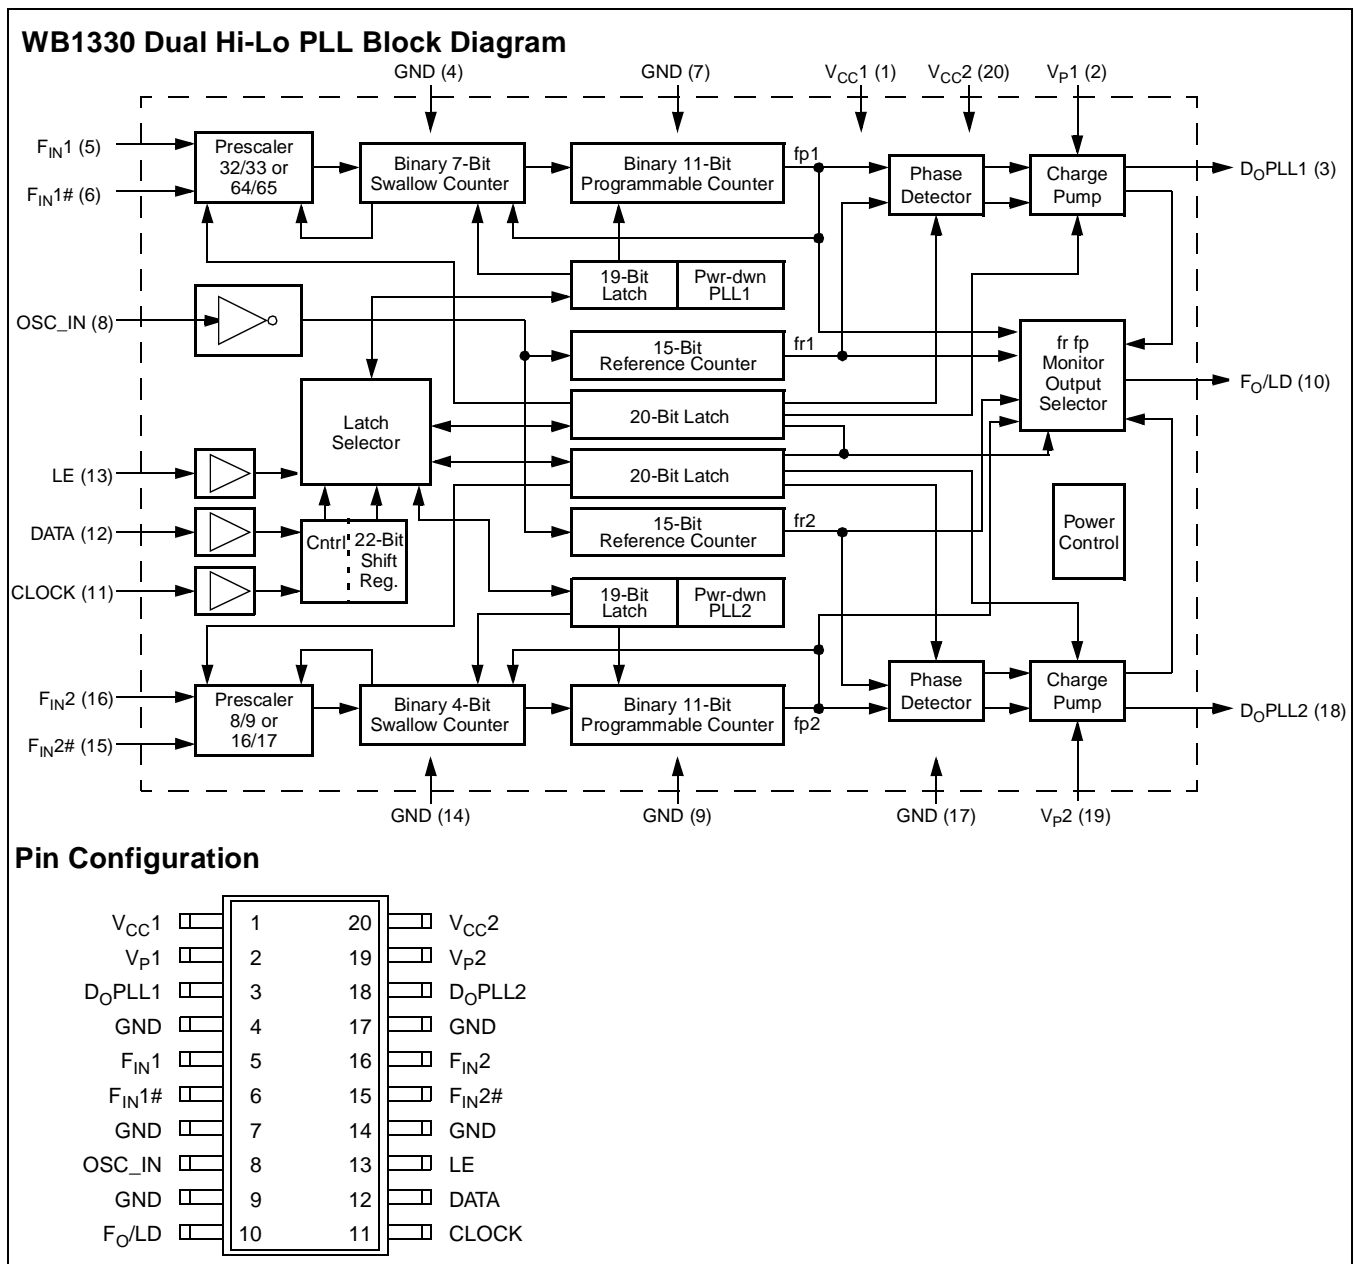 WB1330 Dual Hi-Lo PLL Block Diagram
GND (4)
GND (7)
VCC1 (1)
VCC2 (20)
VP1 (2)
FIN1 (5)
FIN1# (6)
Prescaler
32/33 or
64/65
Binary 7-Bit
Swallow Counter
Binary 11-Bit
Programmable Counter
fp1
Phase
Detector
Charge
Pump
DOPLL1 (3)
19-Bit
Latch
Pwr-dwn
PLL1
OSC_IN (8)
15-Bit
Reference Counter
fr1
fr fp
Monitor
Output
Selector
FO/LD (10)
Latch
Selector
20-Bit Latch
20-Bit Latch
LE (13)
DATA (12)
CLOCK (11)
Cntrl
22-Bit
Shift
Reg.
15-Bit
Reference Counter
fr2
Power
Control
19-Bit
Latch
Pwr-dwn
PLL2
FIN2 (16)
FIN2# (15)
Prescaler
8/9 or
16/17
Binary 4-Bit
Swallow Counter
Binary 11-Bit
Programmable Counter
fp2
Phase
Detector
Charge
Pump
DOPLL2 (18)
GND (14)
GND (9)
GND (17)
VP2 (19)
Pin Configuration
VCC1 1 20 VCC2
VP1 2 19 VP2
DOPLL1 3 18 DOPLL2
GND 4 17 GND
FIN1 5 16 FIN2
FIN1# 6 15 FIN2#
GND 7 14 GND
OSC_IN 8 13 LE
GND 9 12 DATA
FO/LD 10 11 CLOCK